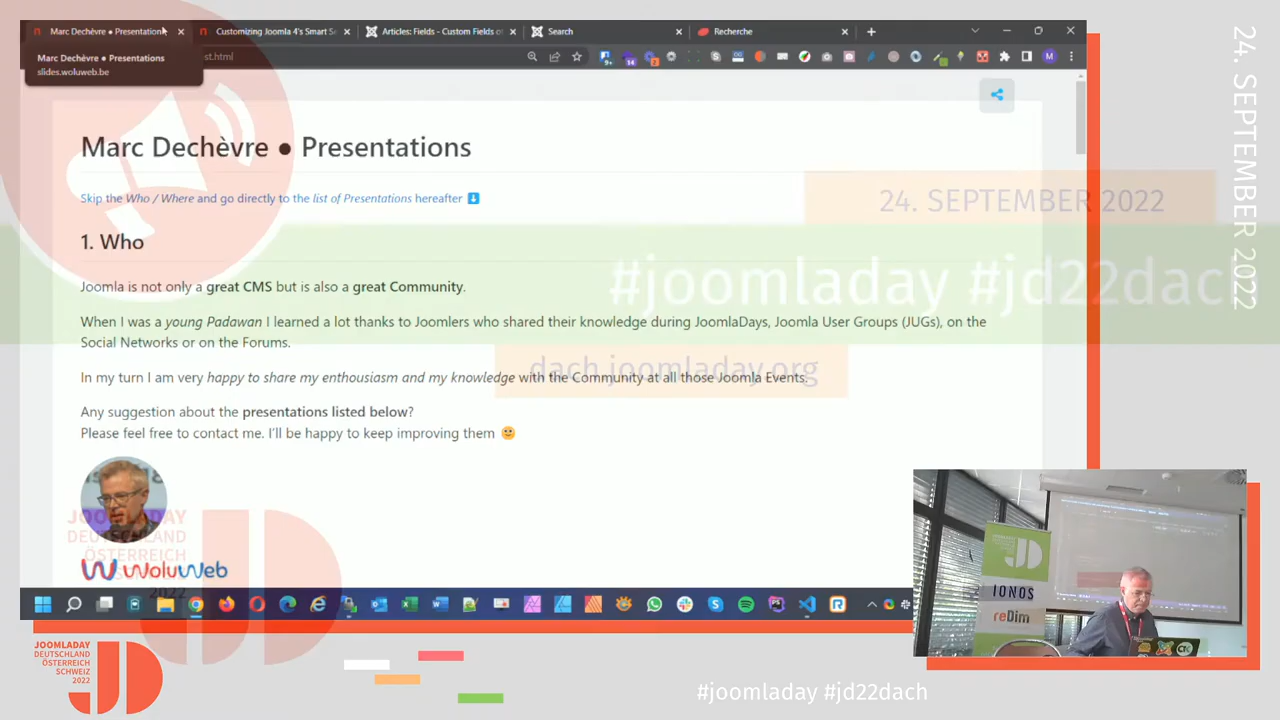 Marc Dechèvre ● Presentation
Customizing Joomla 4's Smart Se
Articles: Fields - Custom Fields or
Search
Recherche
Marc Dechèvre ● Presentations
slides.woluweb.be
st.html
Marc Dechèvre ● Presentations
Skip the Who / Where and go directly to the list of Presentations hereafter
24. SEPTEMBER 2022
1. Who
#joomladay #jd22dach
Joomla is not only a great CMS but is also a great Community.
When I was a young Padawan I learned a lot thanks to Joomlers who shared their knowledge during JoomlaDays, Joomla User Groups (JUGs), on the
Social Networks or on the Forums.
dach.joomladay.org
In my turn I am very happy to share my enthusiasm and my knowledge with the Community at all those Joomla Events.
Any suggestion about the presentations listed below?
Please feel free to contact me. I'll be happy to keep improving them
JOOMLADAY
DEUTSCHLAND
ÖSTERREICH
2022
WoluWeb
24. SEPTEMBER 2022
IONOS
reDim
JOOMLADAY
DEUTSCHLAND
ÖSTERREICH
SCHWEIZ
2022
#joomladay #jd22dach